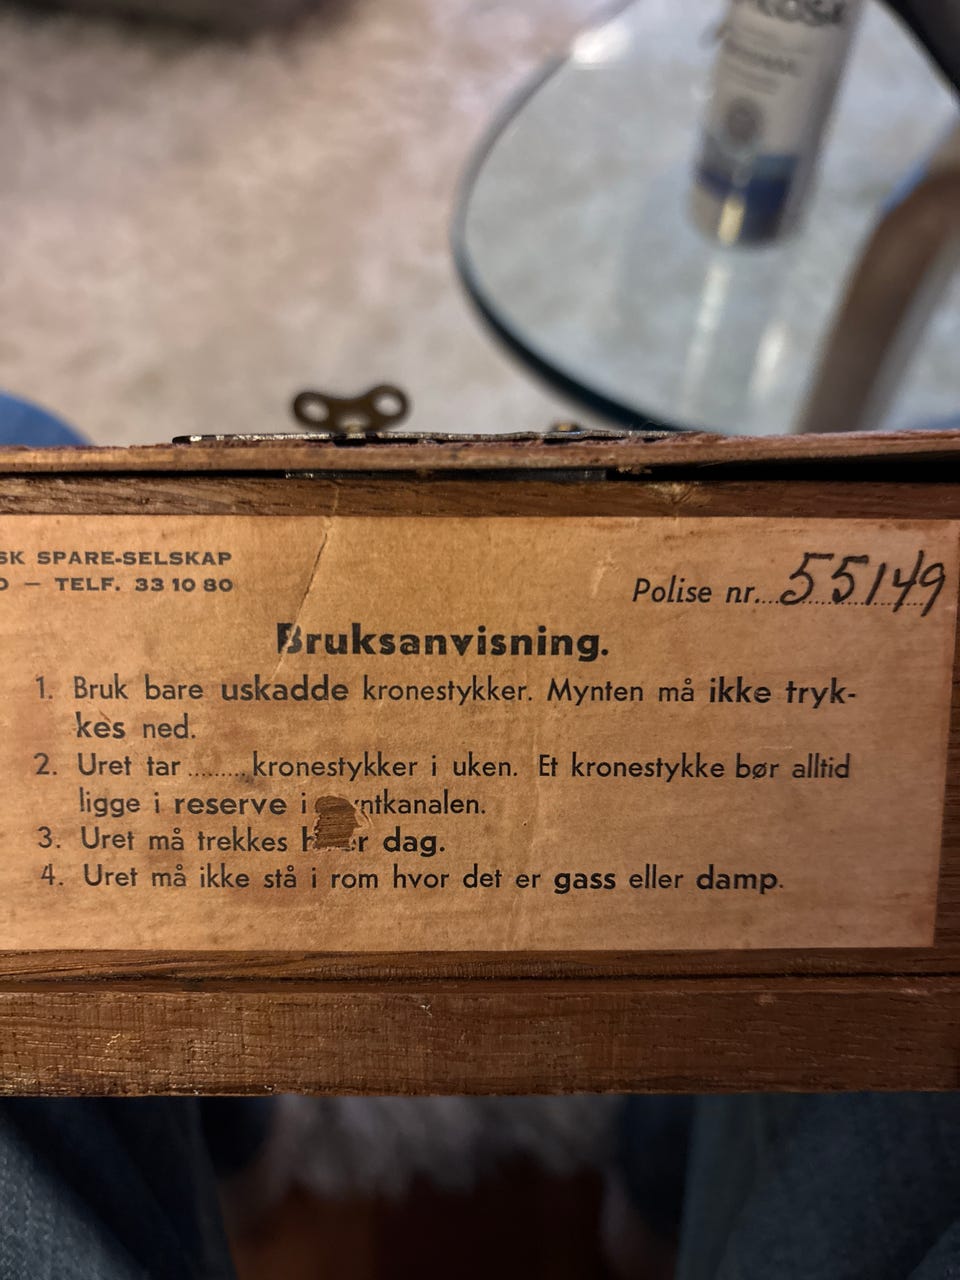 SK SPARE-SELSKAP
— TELF. 33 10 80
Polise nr. 55149
Bruksanvisning.
1. Bruk bare uskadde kronestykker. Mynten må ikke tryk-
kes ned.
2. Uret tar ........ kronestykker i uken. Et kronestykke bør alltid
ligge i reserve i ntkanalen.
3. Uret må trekkes h r dag.
4. Uret må ikke stå i rom hvor det er gass eller damp.